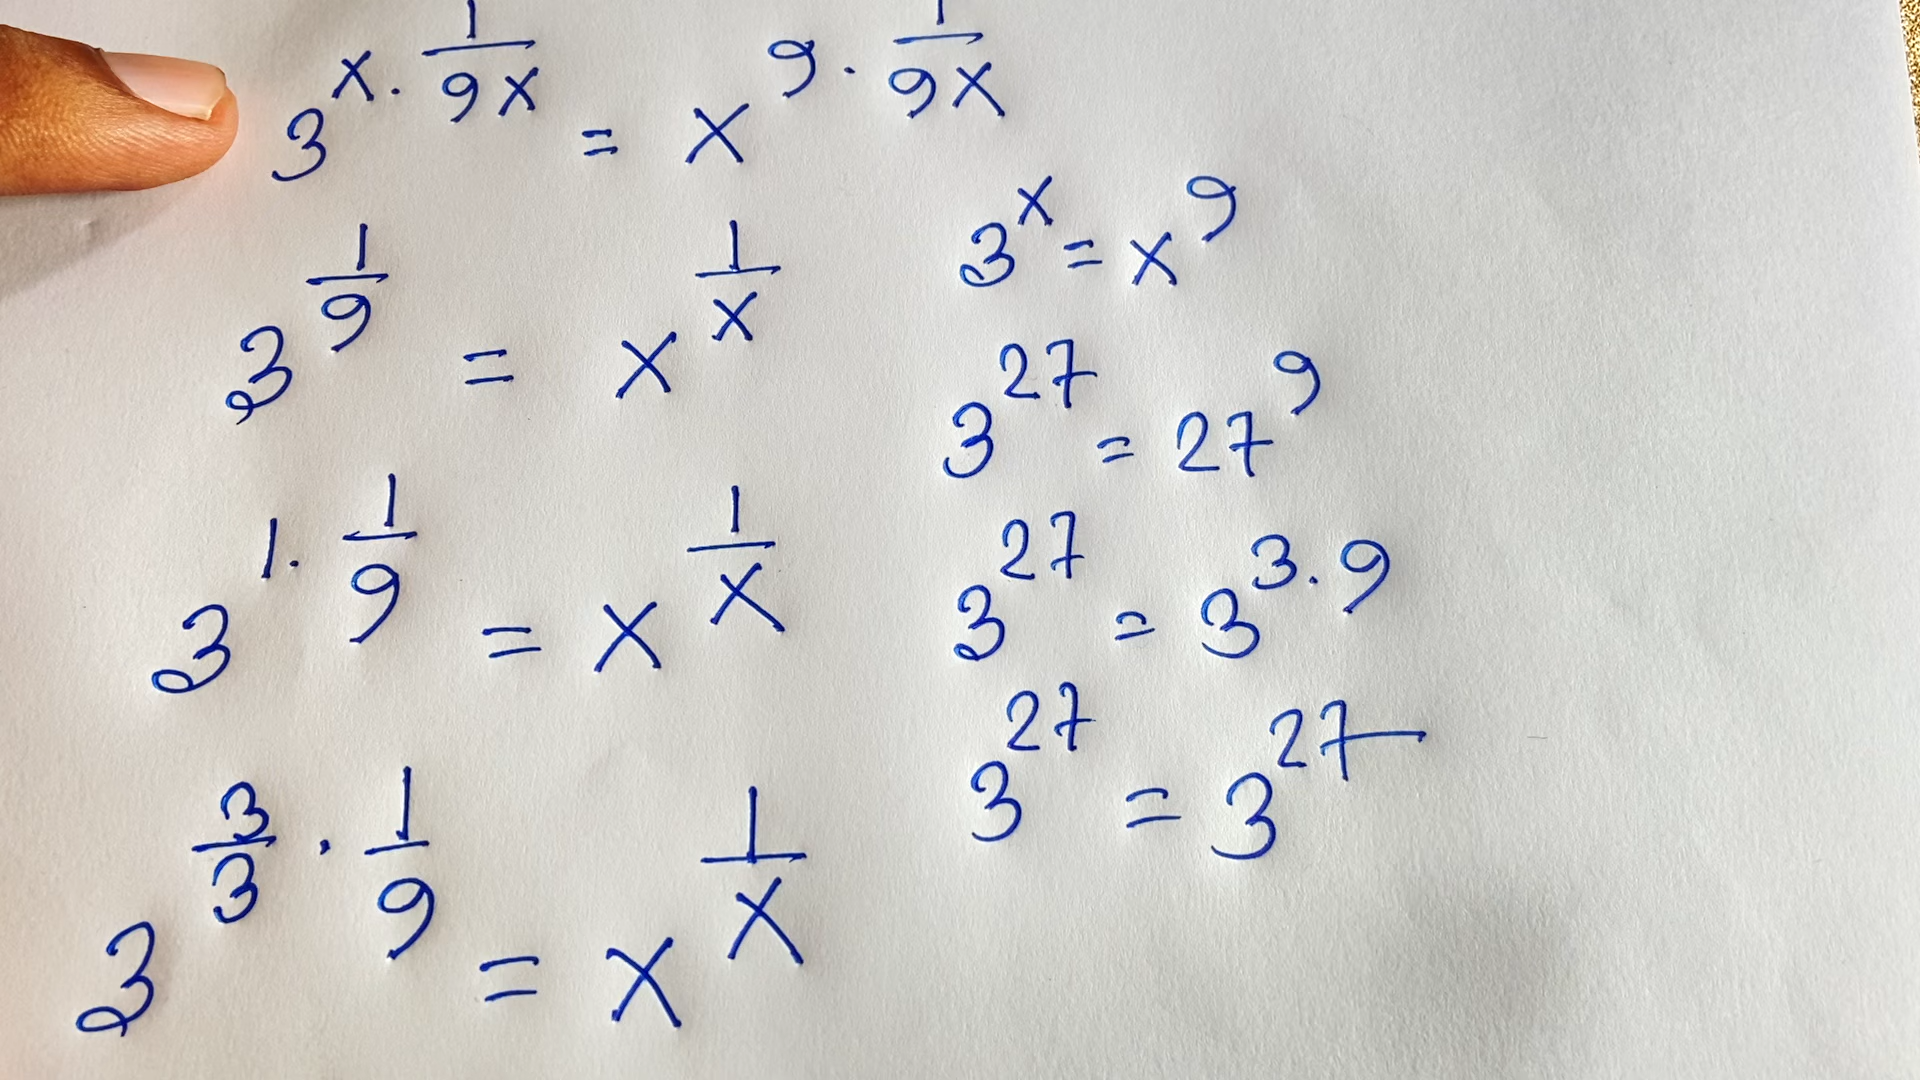 3^{x · 1/9x} = x^{9 · 1/9x}
3^{1/9} = x^{1/x}
3^{1 · 1/9} = x^{1/x}
3^{3/3 · 1/9} = x^{1/x}
3^x = x^9
3^27 = 27^9
3^27 = 3^{3·9}
3^27 = 3^27